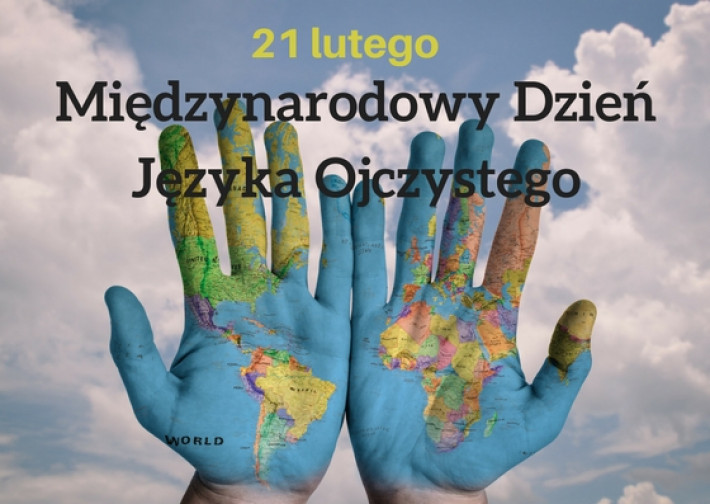 21 lutego
Międzynarodowy Dzień
Języka Ojczystego
WORLD